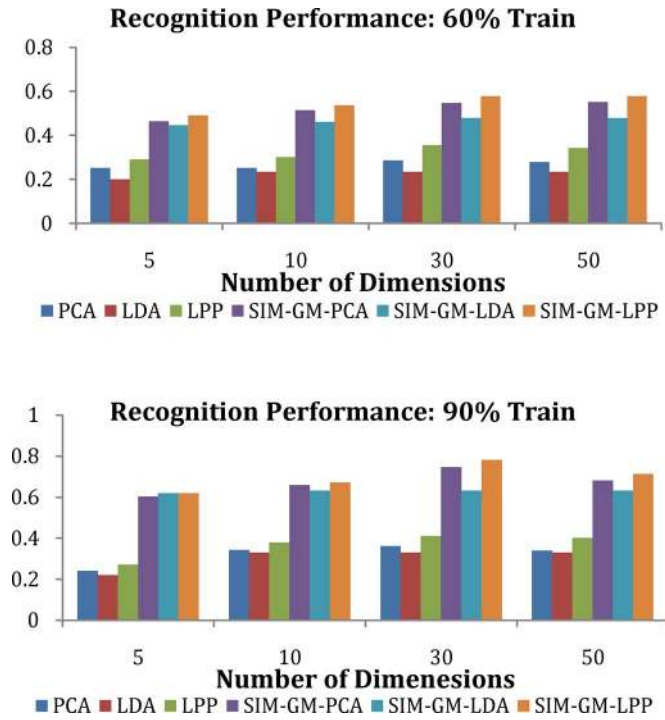 Recognition Performance: 60% Train
0.8
0.6
0.4
0.2
0
5 10 30 50
Number of Dimensions
PCA LDA LPP SIM-GM-PCA SIM-GM-LDA SIM-GM-LPP
Recognition Performance: 90% Train
1
0.8
0.6
0.4
0.2
0
5 10 30 50
Number of Dimenesions
PCA LDA LPP SIM-GM-PCA SIM-GM-LDA SIM-GM-LPP